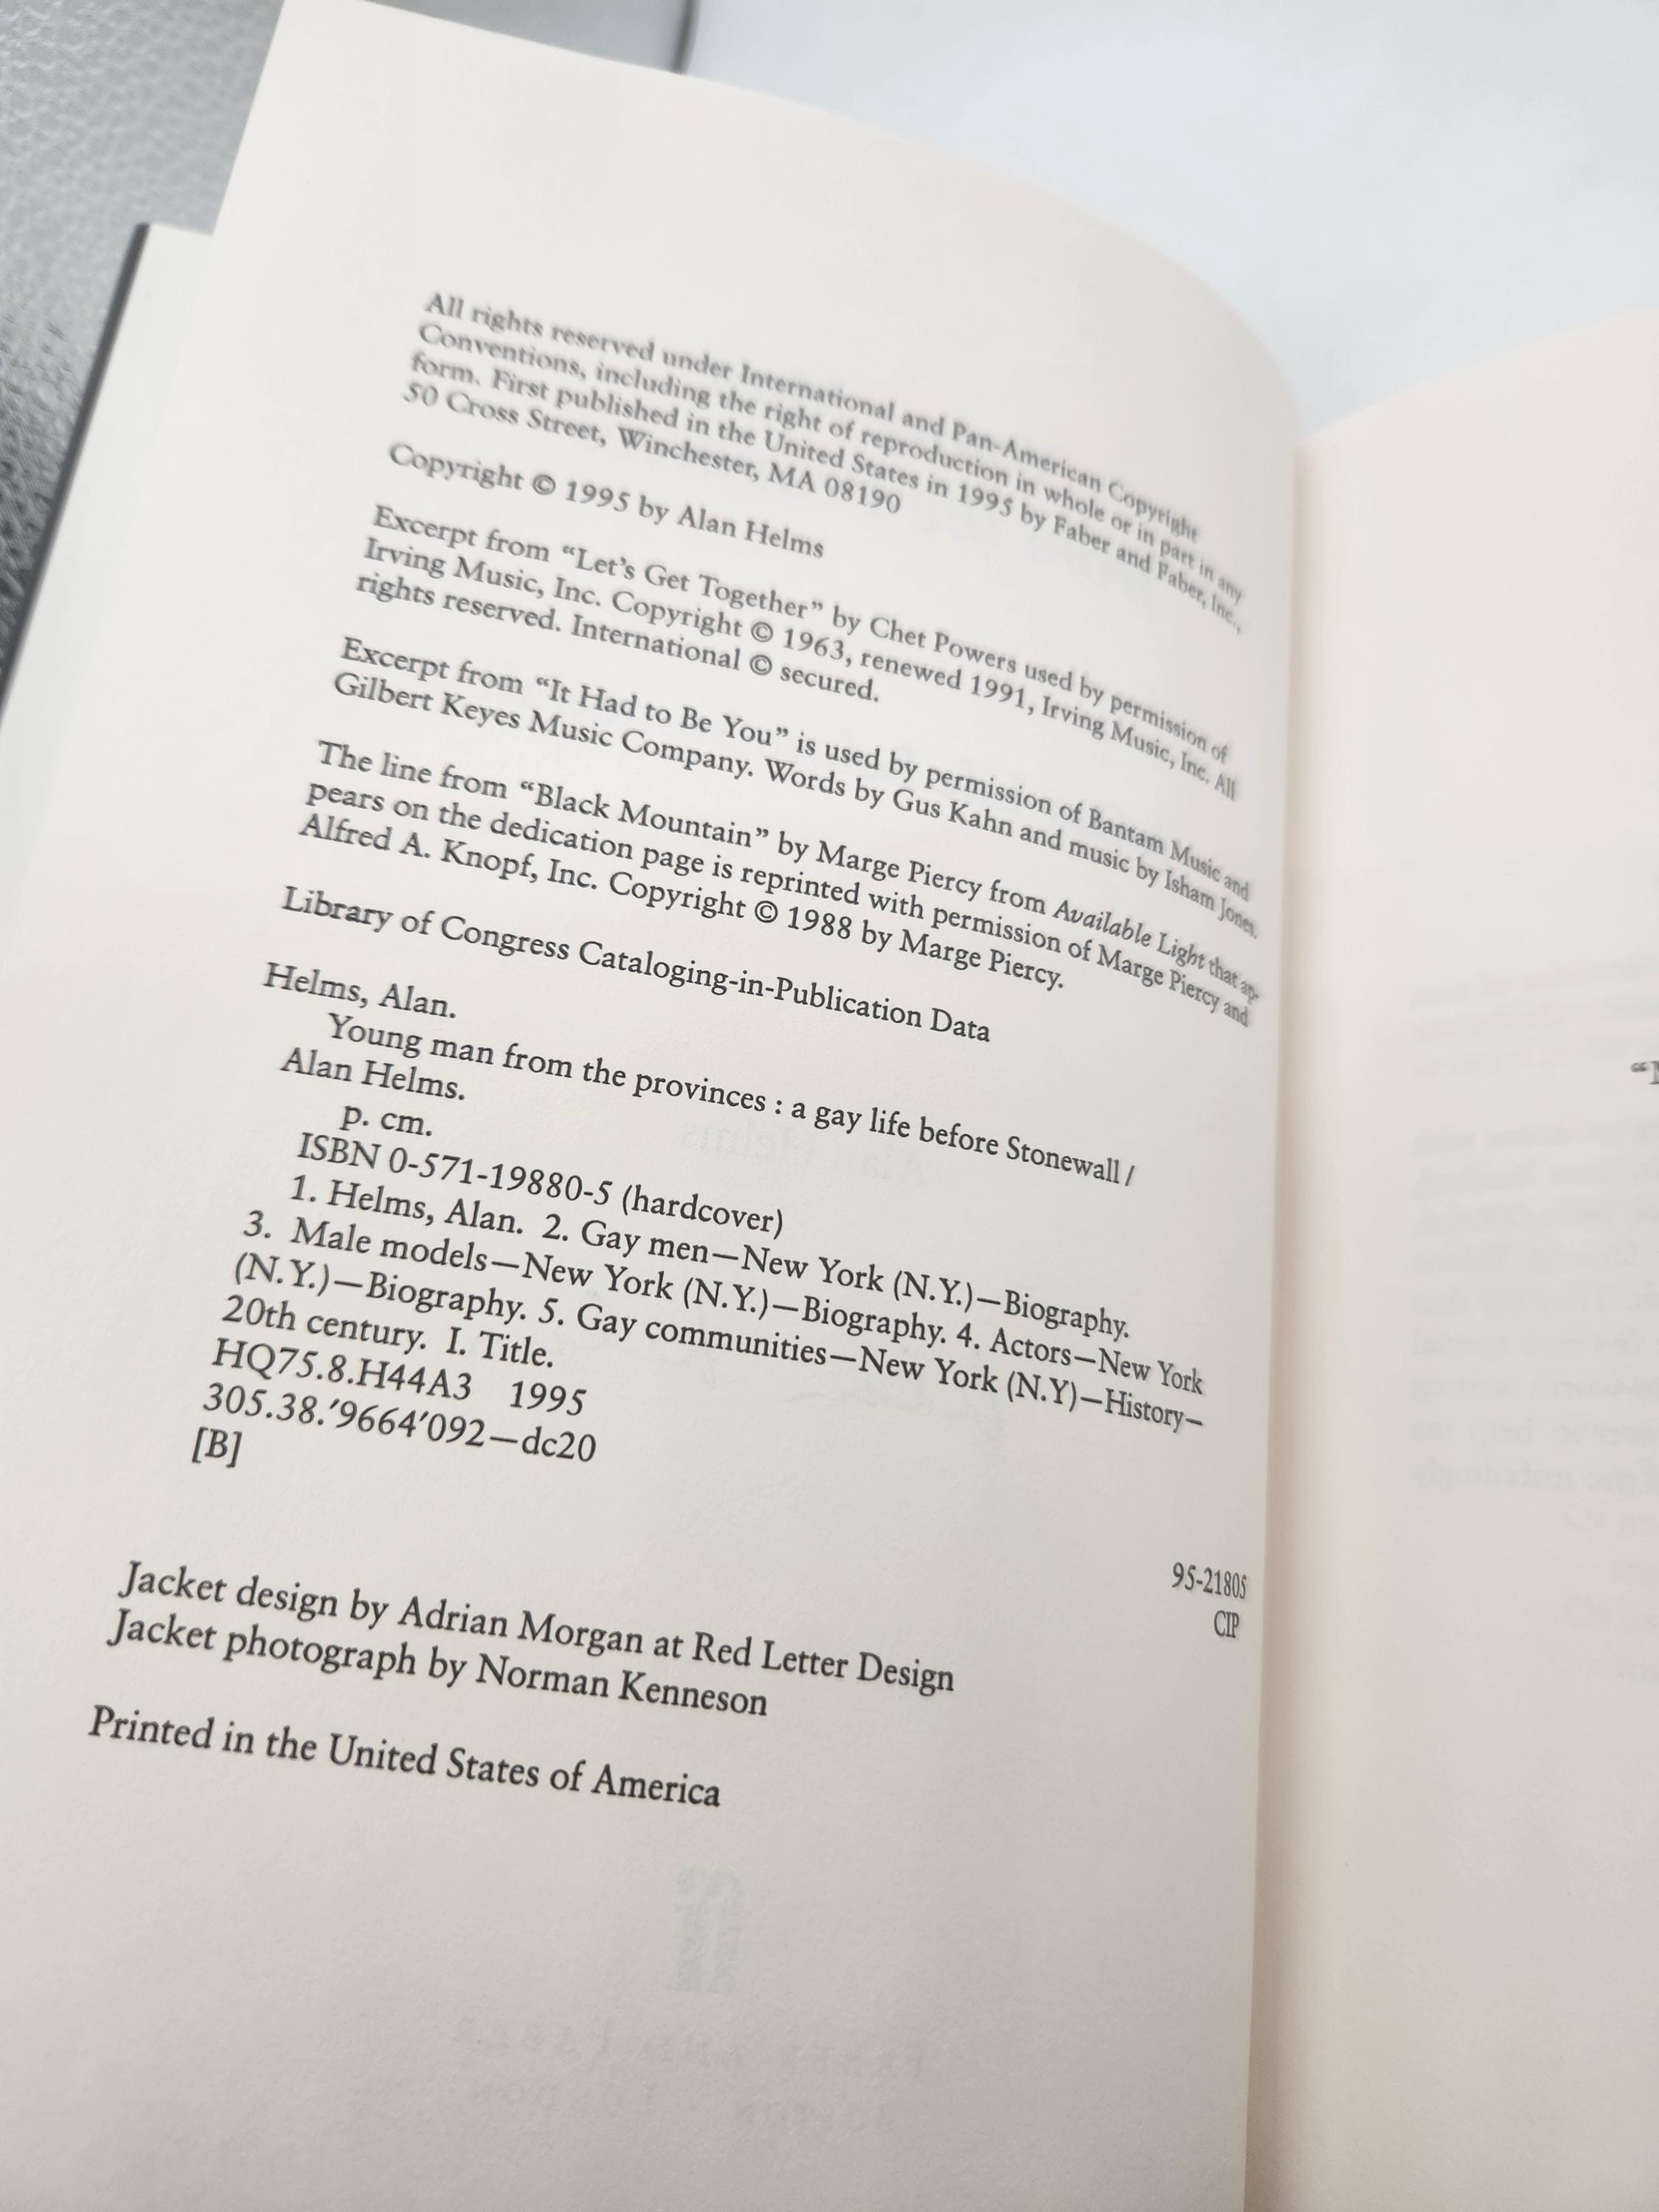 All rights reserved under International and Pan-American Copyright
Conventions, including the right of reproduction in whole or in part in any
form. First published in the United States in 1995 by Faber and Faber, Inc.,
50 Cross Street, Winchester, MA 08190
Copyright © 1995 by Alan Helms
Excerpt from “Let’s Get Together” by Chet Powers used by permission of
Irving Music, Inc. Copyright © 1963, renewed 1991, Irving Music, Inc. All
rights reserved. International © secured.
Excerpt from “It Had to Be You” is used by permission of Bantam Music and
Gilbert Keyes Music Company. Words by Gus Kahn and music by Isham Jones.
The line from “Black Mountain” by Marge Piercy from Available Light that ap-
pears on the dedication page is reprinted with permission of Marge Piercy and
Alfred A. Knopf, Inc. Copyright © 1988 by Marge Piercy.
Library of Congress Cataloging-in-Publication Data
Helms, Alan.
Young man from the provinces : a gay life before Stonewall /
Alan Helms.
p. cm.
ISBN 0-571-19880-5 (hardcover)
1. Helms, Alan. 2. Gay men—New York (N.Y.)—Biography.
3. Male models—New York (N.Y.)—Biography. 4. Actors—New York
(N.Y.)—Biography. 5. Gay communities—New York (N.Y)—History—
20th century. I. Title.
HQ75.8.H44A3 1995
305.38.′9664′092—dc20
[B]
95-21805
CIP
Jacket design by Adrian Morgan at Red Letter Design
Jacket photograph by Norman Kenneson
Printed in the United States of America